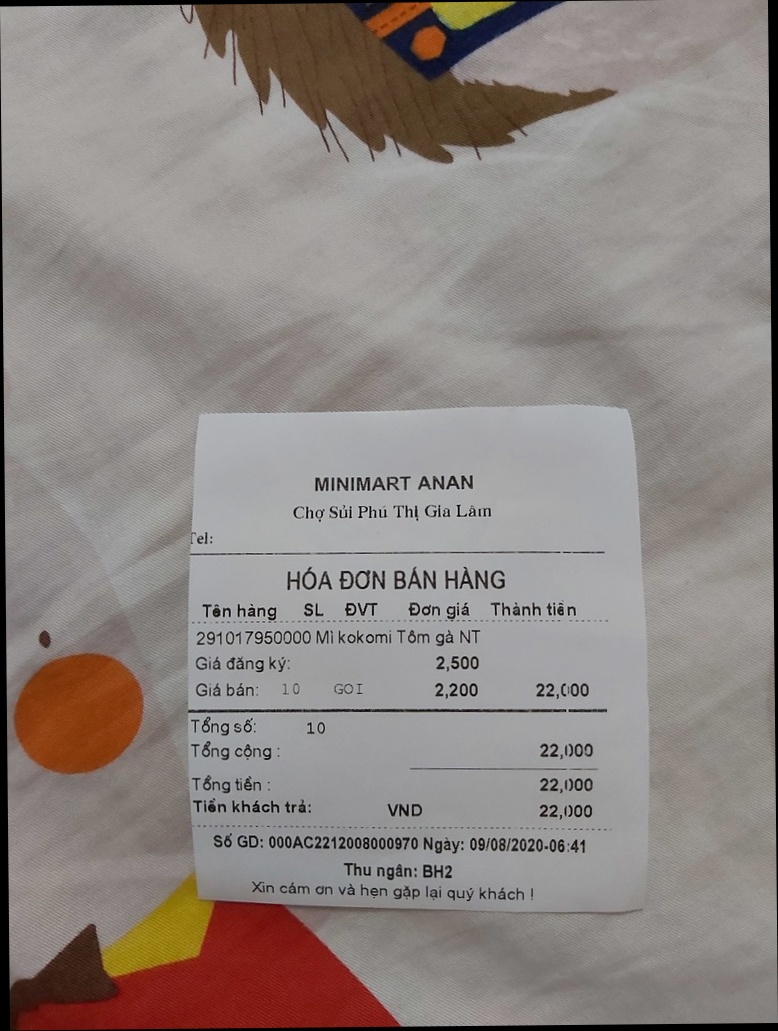 MINIMART ANAN
Chợ Sủi Phú Thị Gia Lâm
Tel:
HÓA ĐƠN BÁN HÀNG
Tên hàng SL ĐVT Đơn giá Thành tiền
291017950000 Mì kokomi Tôm gà NT
Giá đăng ký: 2,500
Giá bán: 10 GOI 2,200 22,000
Tổng số: 10
Tổng cộng : 22,000
Tổng tiền : 22,000
Tiền khách trả: VND 22,000
Số GD: 000AC2212008000970 Ngày: 09/08/2020-06:41
Thu ngân: BH2
Xin cám ơn và hẹn gặp lại quý khách !